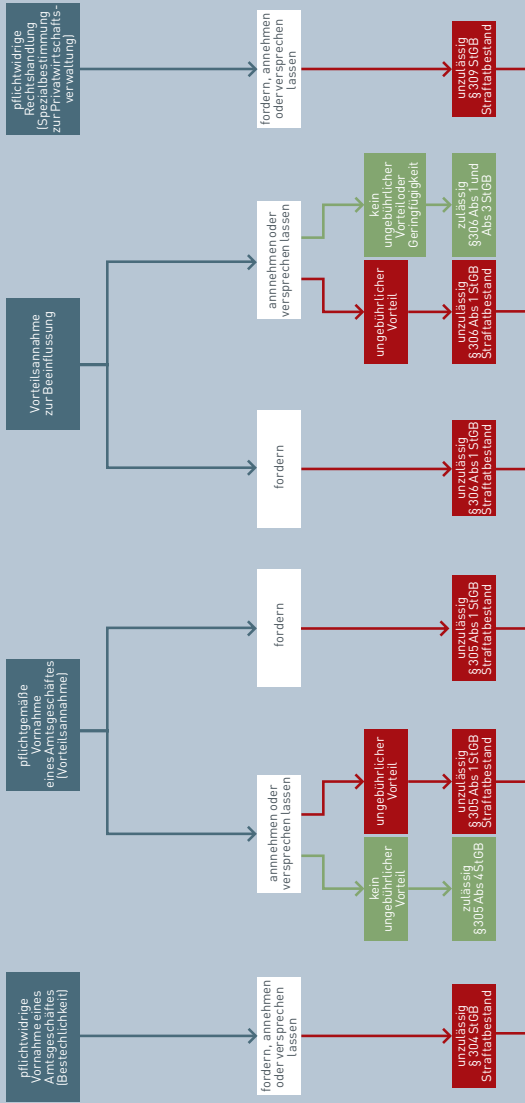 pflichtwidrige
Vornahme eines
Amtsgeschäftes
(Bestechlichkeit)
pflichtgemäße
Vornahme
eines Amtsgeschäftes
(Vorteilsannahme)
Vorteilsannahme
zur Beeinflussung
pflichtwidrige
Rechtshandlung
(Spezialbestimmung
zur Privatwirtschafts-
verwaltung)
fordern, annehmen
oder versprechen
lassen
annnehmen oder
versprechen lassen
fordern
fordern
annnehmen oder
versprechen lassen
fordern, annehmen
oder versprechen
lassen
kein
ungebührlicher
Vorteil
ungebührlicher
Vorteil
ungebührlicher
Vorteil
kein
ungebührlicher
Vorteil oder
Geringfügigkeit
unzulässig
§ 304 StGB
Straftatbestand
zulässig
§ 305 Abs 4 StGB
unzulässig
§ 305 Abs 1 StGB
Straftatbestand
unzulässig
§ 305 Abs 1 StGB
Straftatbestand
unzulässig
§ 306 Abs 1 StGB
Straftatbestand
unzulässig
§ 306 Abs 1 StGB
Straftatbestand
zulässig
§ 306 Abs 1 und
Abs 3 StGB
unzulässig
§ 309 StGB
Straftatbestand